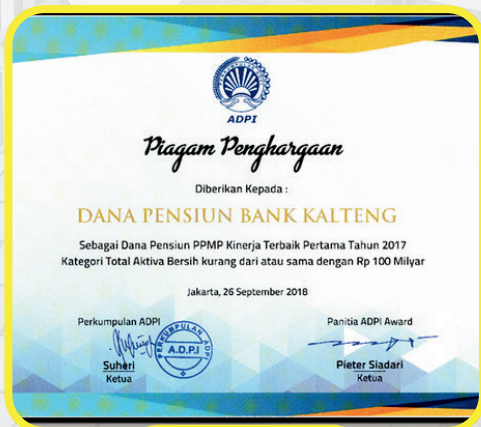 ADPI
Piagam Penghargaan
Diberikan Kepada :
DANA PENSIUN BANK KALTENG
Sebagai Dana Pensiun PPMP Kinerja Terbaik Pertama Tahun 2017
Kategori Total Aktiva Bersih kurang dari atau sama dengan Rp 100 Milyar
Jakarta, 26 September 2018
Perkumpulan ADPI
Panitia ADPI Award
PERKUMPULAN ADPI
A.D.P.I
Suheri
Ketua
Pieter Siadari
Ketua